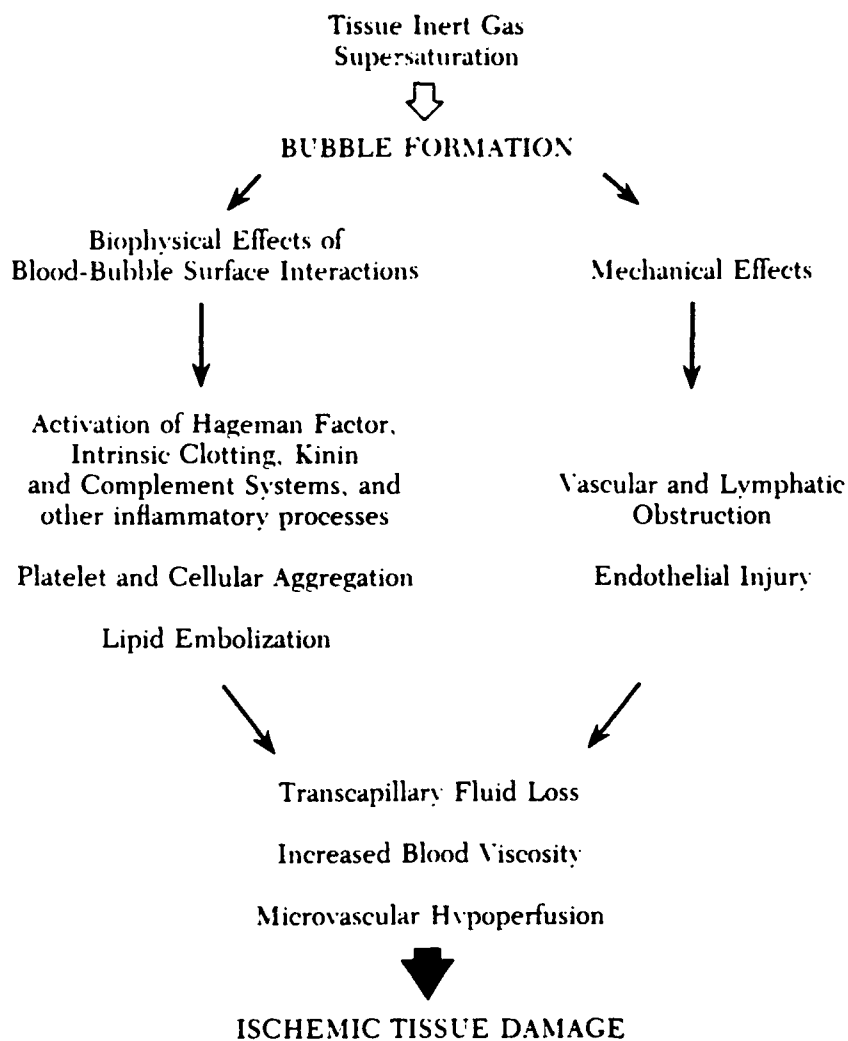 Tissue Inert Gas
Supersaturation
BUBBLE FORMATION
Biophysical Effects of
Blood-Bubble Surface Interactions
Mechanical Effects
Activation of Hageman Factor,
Intrinsic Clotting, Kinin
and Complement Systems, and
other inflammatory processes
Platelet and Cellular Aggregation
Lipid Embolization
Vascular and Lymphatic
Obstruction
Endothelial Injury
Transcapillary Fluid Loss
Increased Blood Viscosity
Microvascular Hypoperfusion
ISCHEMIC TISSUE DAMAGE